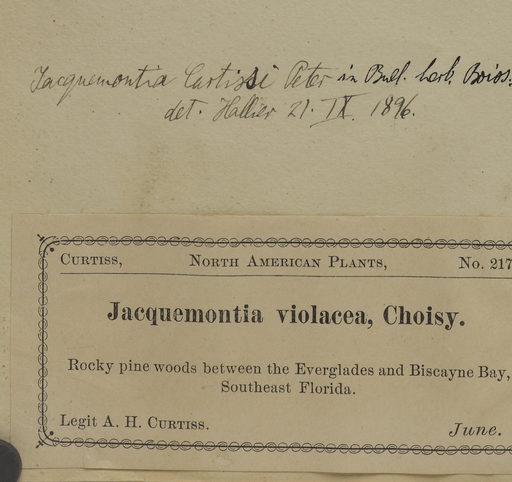 Jacquemontia Curtissi Peter in Bull. herb. Boiss.
det. Hallier 21. IX. 1896.
CURTISS, NORTH AMERICAN PLANTS, No. 217
Jacquemontia violacea, Choisy.
Rocky pine woods between the Everglades and Biscayne Bay,
Southeast Florida.
Legit A. H. CURTISS. June.